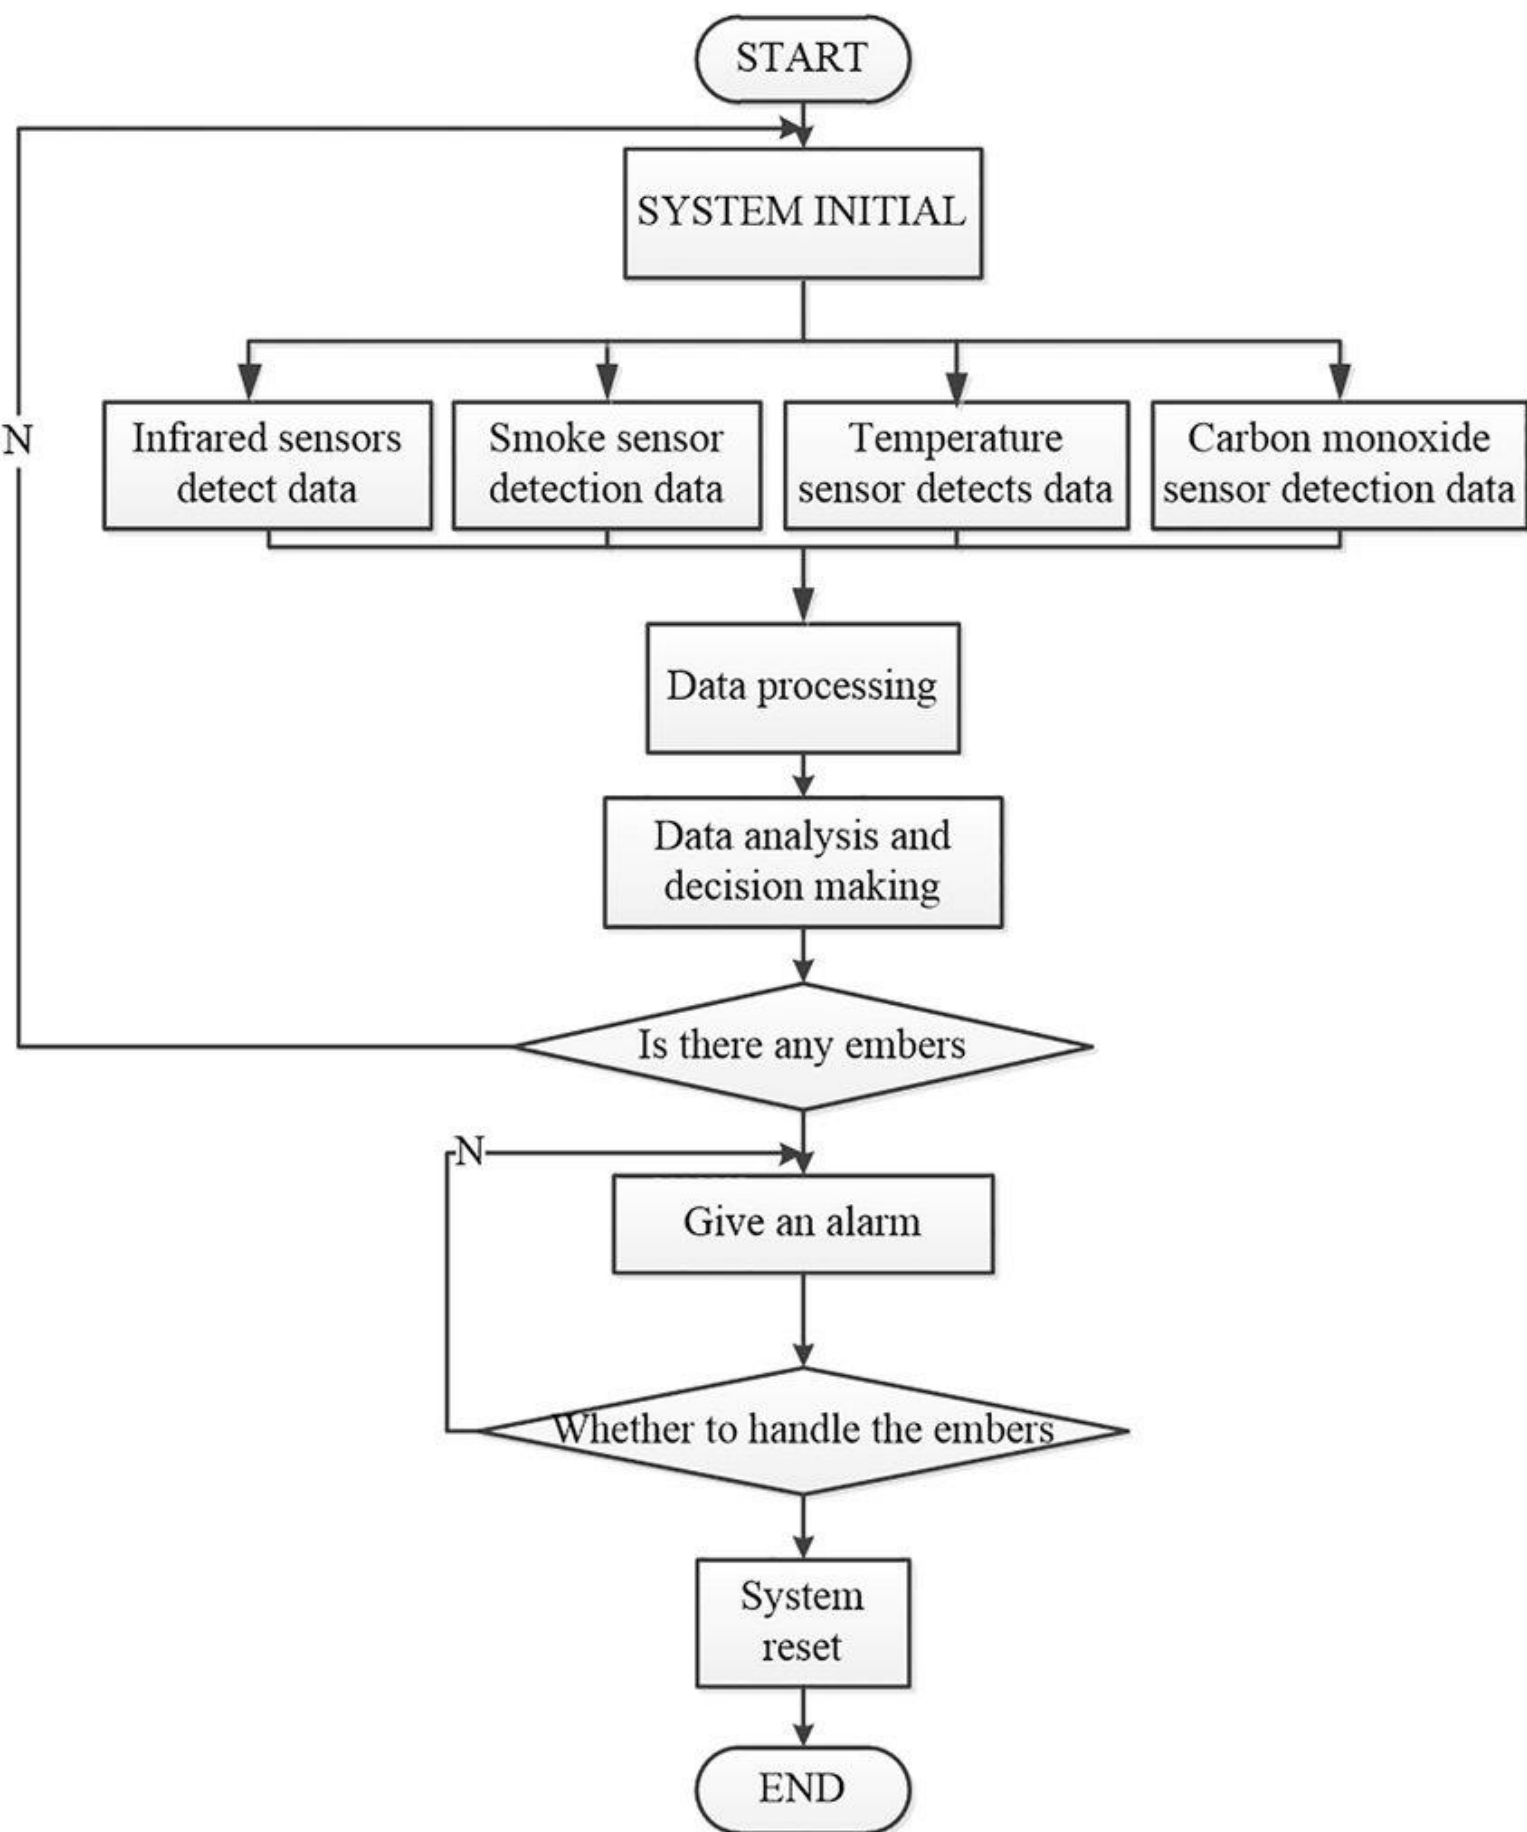 START
SYSTEM INITIAL
N
Infrared sensors
detect data
Smoke sensor
detection data
Temperature
sensor detects data
Carbon monoxide
sensor detection data
Data processing
Data analysis and
decision making
Is there any embers
N
Give an alarm
Whether to handle the embers
System
reset
END